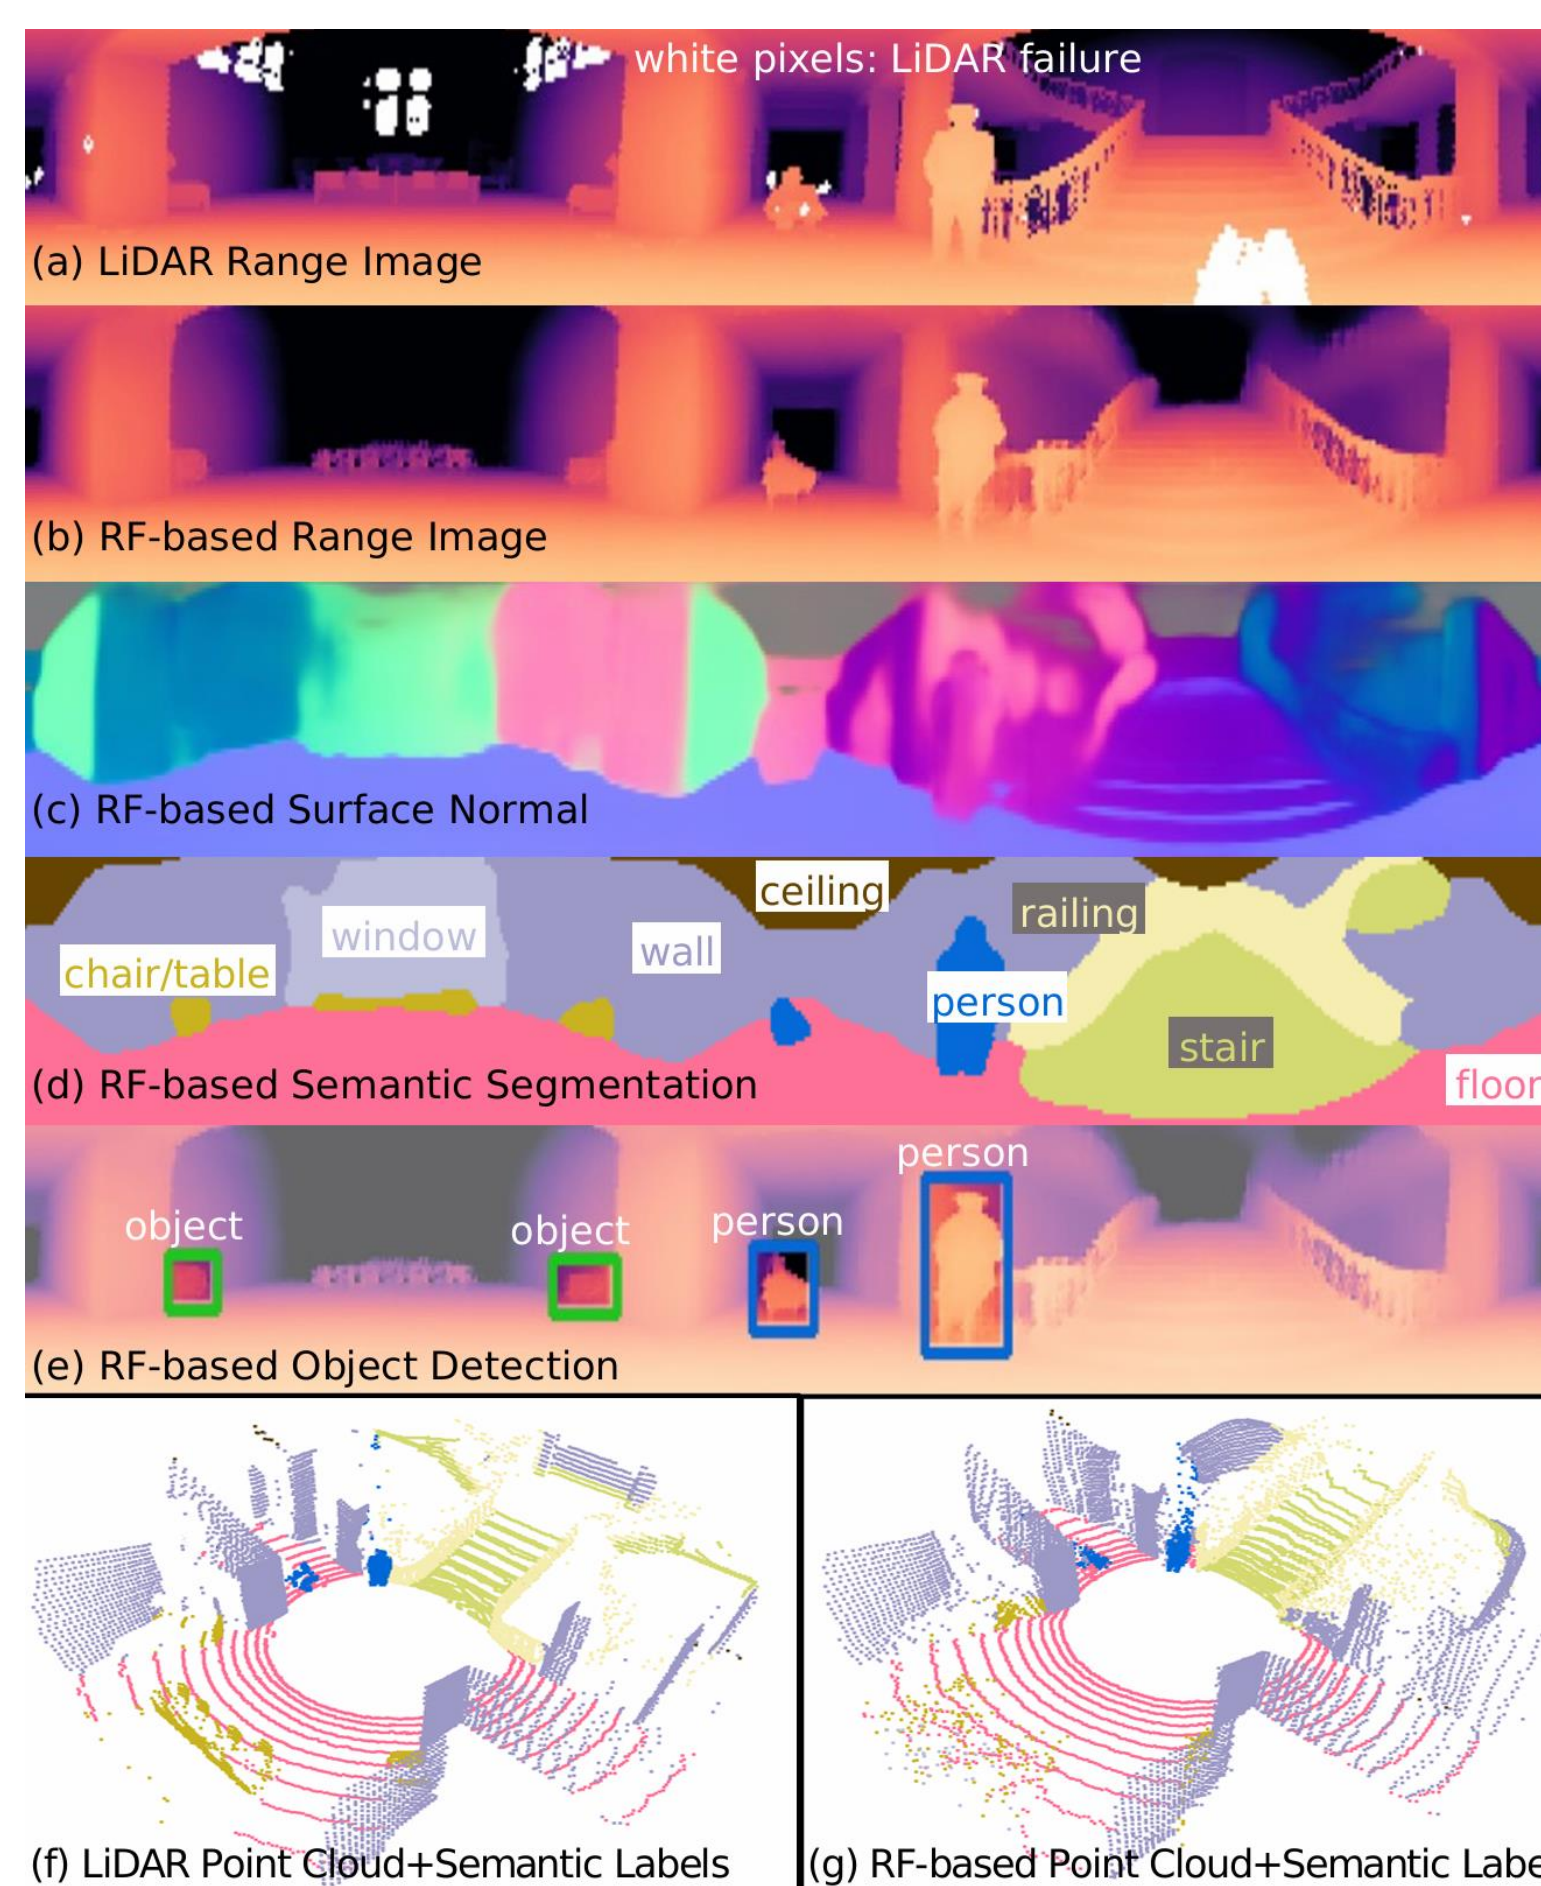 white pixels: LiDAR failure
(a) LiDAR Range Image
(b) RF-based Range Image
(c) RF-based Surface Normal
ceiling
railing
window
wall
chair/table
person
stair
(d) RF-based Semantic Segmentation
floor
person
object
object
person
(e) RF-based Object Detection
(f) LiDAR Point Cloud+Semantic Labels
(g) RF-based Point Cloud+Semantic Labe